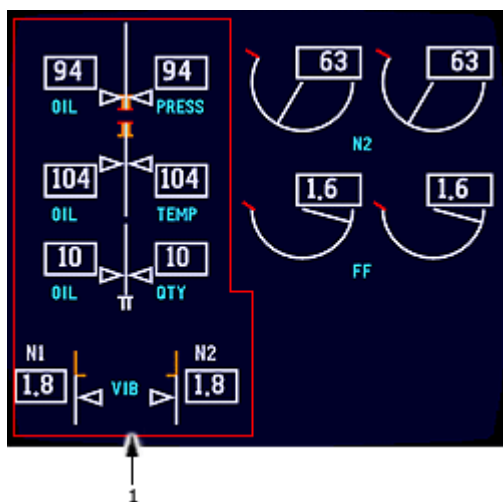 94 94
OIL PRESS
104 104
OIL TEMP
10 10
OIL QTY
N1 N2
1.8 VIB 1.8
63 63
N2
1.6 1.6
FF
1